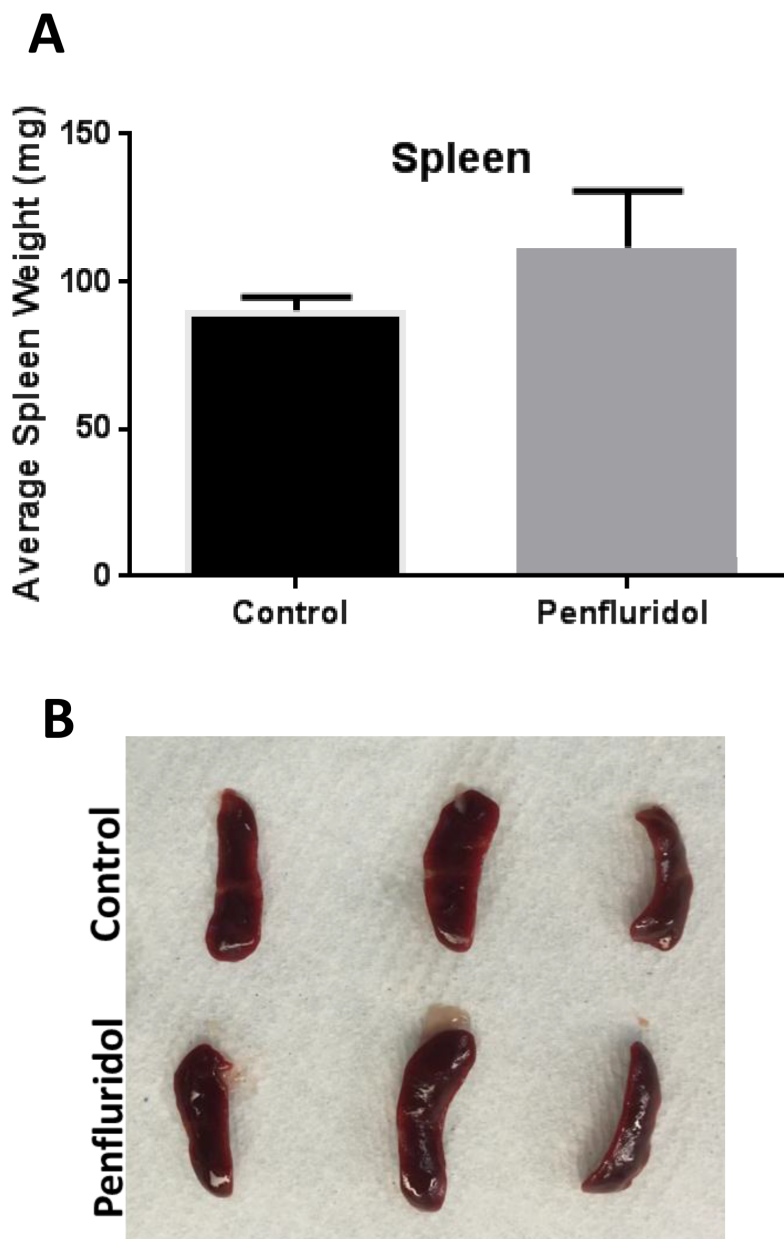 A
Average Spleen Weight (mg)
150
100
50
0
Spleen
Control
Penfluridol
B
Control
Penfluridol